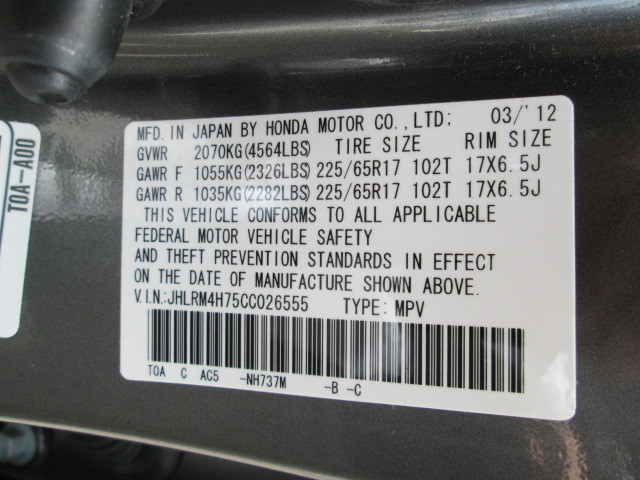 MFD. IN JAPAN BY HONDA MOTOR CO.,LTD: 03/'12
GVWR 2070KG(4564LBS) TIRE SIZE RIM SIZE
GAWR F 1055KG(2326LBS) 225/65R17 102T 17X6.5J
GAWR R 1035KG(2282LBS) 225/65R17 102T 17X6.5J
THIS VEHICLE CONFORMS TO ALL APPLICABLE
FEDERAL MOTOR VEHICLE SAFETY
AND THEFT PREVENTION STANDARDS IN EFFECT
ON THE DATE OF MANUFACTURE SHOWN ABOVE.
V.I.N:JHLRM4H75CC026555 TYPE: MPV
T0A C AC5 -NH737M -B -C
T0A-A00